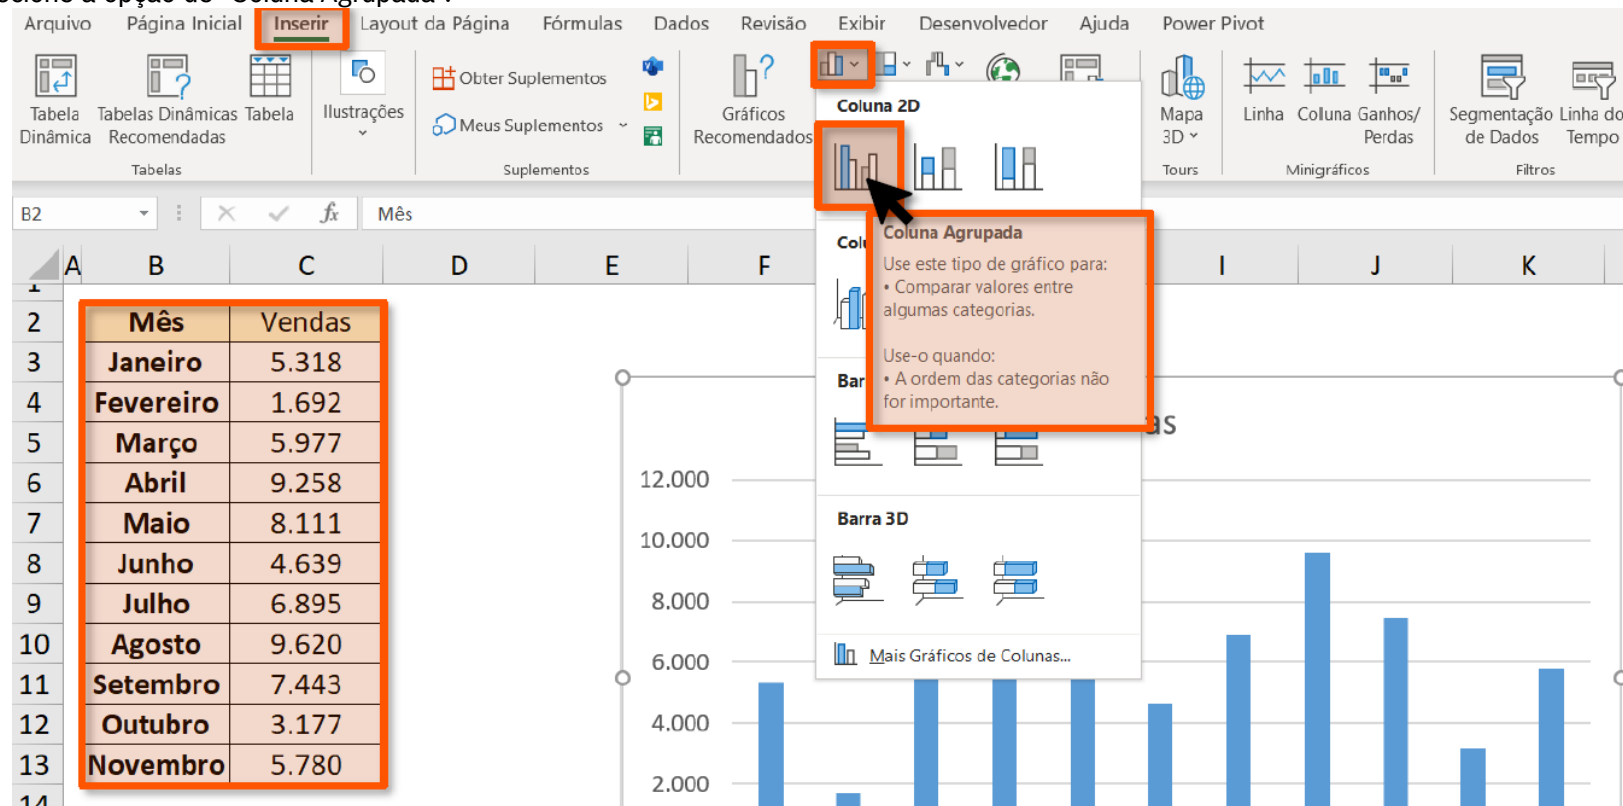 Coluna Agrupada".
Arquivo Página Inicial Inserir Layout da Página Fórmulas Dados Revisão Exibir Desenvolvedor Ajuda Power Pivot
Tabela Dinâmica
Tabelas Dinâmicas Recomendadas
Tabela
Tabelas
Ilustrações
Obter Suplementos
Meus Suplementos
Suplementos
Gráficos Recomendados
Mapa 3D
Tours
Linha Coluna Ganhos/ Perdas
Minigráficos
Segmentação de Dados
Linha do Tempo
Filtros
B2 fx Mês
A B C D E F I J K
1
2 Mês Vendas
3 Janeiro 5.318
4 Fevereiro 1.692
5 Março 5.977
6 Abril 9.258
7 Maio 8.111
8 Junho 4.639
9 Julho 6.895
10 Agosto 9.620
11 Setembro 7.443
12 Outubro 3.177
13 Novembro 5.780
14
Coluna 2D
Coluna Agrupada
Use este tipo de gráfico para:
• Comparar valores entre
algumas categorias.
Use-o quando:
• A ordem das categorias não
for importante.
Barra 3D
Mais Gráficos de Colunas...
as
12.000
10.000
8.000
6.000
4.000
2.000